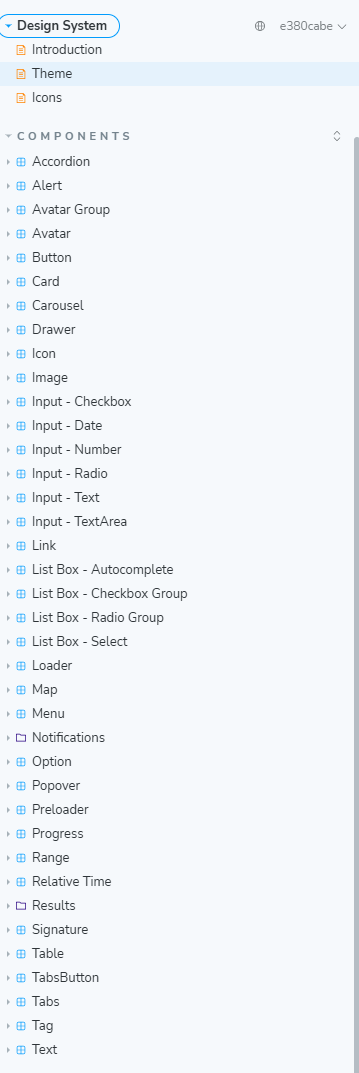 Design System e380cabe
Introduction
Theme
Icons
COMPONENTS
Accordion
Alert
Avatar Group
Avatar
Button
Card
Carousel
Drawer
Icon
Image
Input - Checkbox
Input - Date
Input - Number
Input - Radio
Input - Text
Input - TextArea
Link
List Box - Autocomplete
List Box - Checkbox Group
List Box - Radio Group
List Box - Select
Loader
Map
Menu
Notifications
Option
Popover
Preloader
Progress
Range
Relative Time
Results
Signature
Table
TabsButton
Tabs
Tag
Text